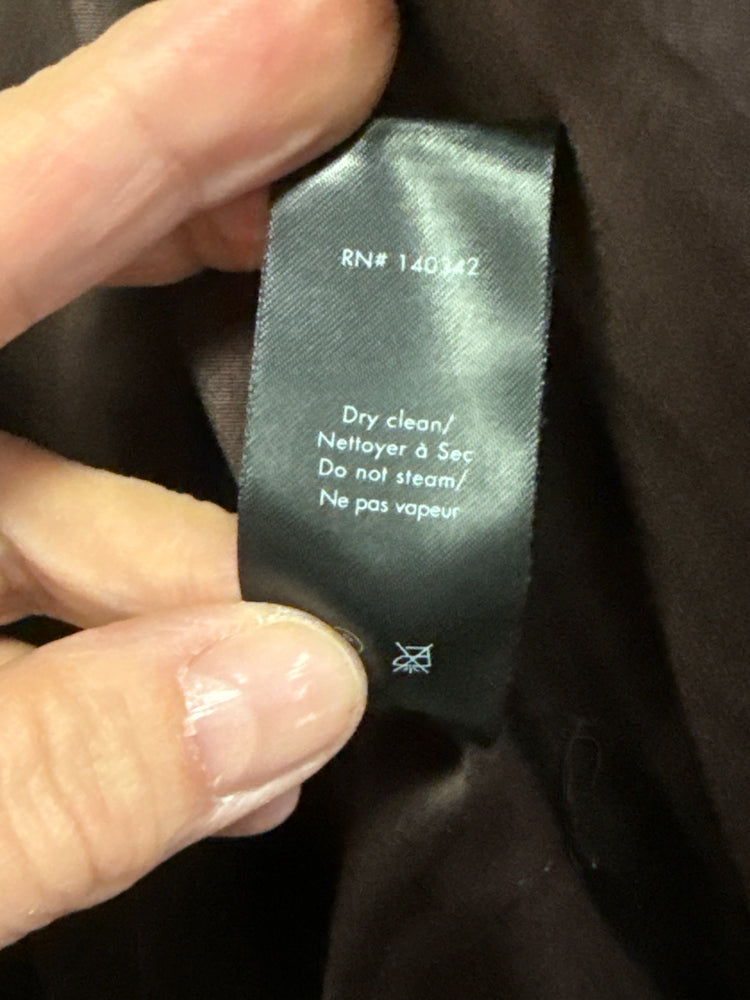 RN# 140342
Dry clean/
Nettoyer à Sec
Do not steam/
Ne pas vapeur